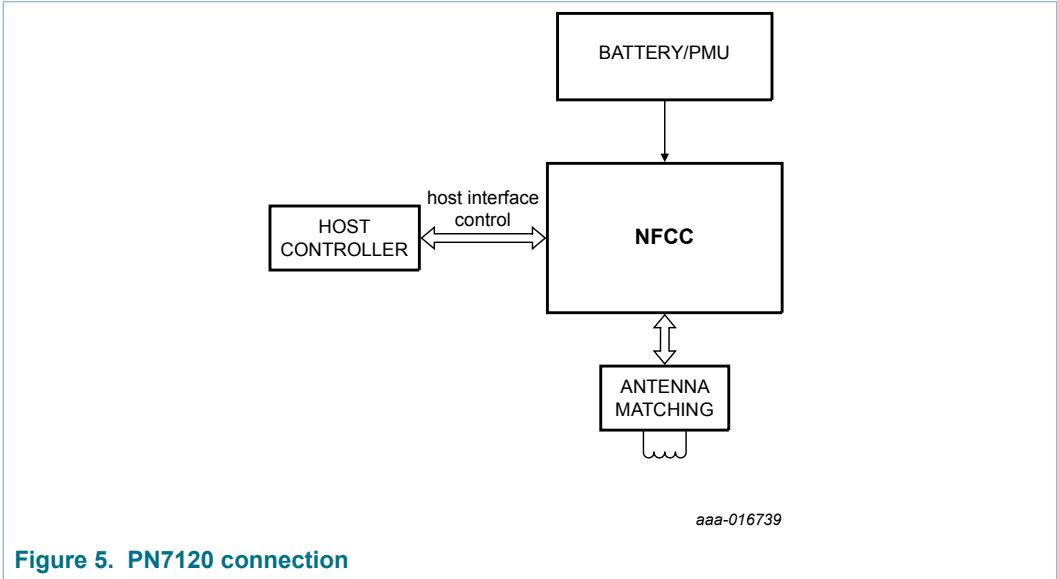 BATTERY/PMU
host interface
control
HOST
CONTROLLER
NFCC
ANTENNA
MATCHING
aaa-016739
Figure 5. PN7120 connection